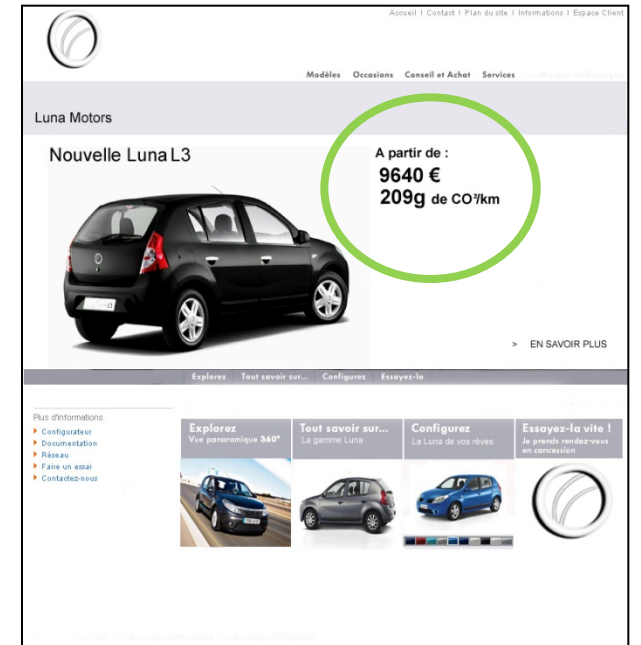 Accueil | Contact | Plan du site | Informations | Espace Client
Modèles Occasions Conseil et Achat Services La Marque Volkswagen
Luna Motors
Nouvelle Luna L3
A partir de :
9640 €
209g de CO²/km
> EN SAVOIR PLUS
Explorez Tout savoir sur... Configurez Essayez-la
Plus d'informations
Configurateur
Documentation
Réseau
Faire un essai
Contactez-nous
Explorez
Vue panoramique 360°
Tout savoir sur...
La gamme Luna
Configurez
La Luna de vos rêves
Essayez-la vite !
Je prends rendez-vous
en concession